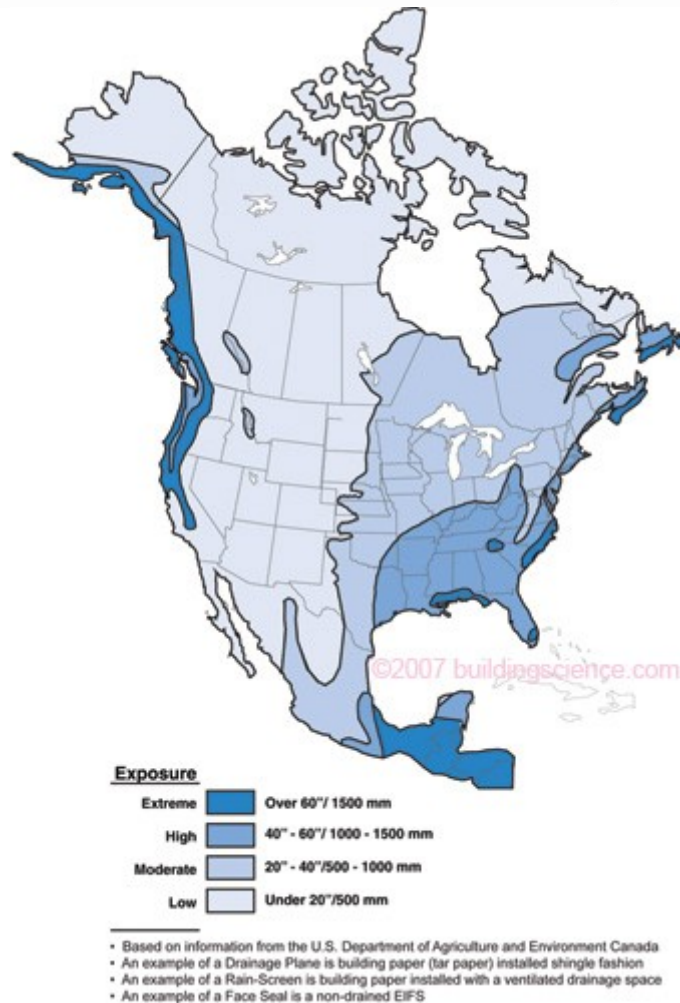 ©2007 buildingscience.com
Exposure
Extreme Over 60"/ 1500 mm
High 40" - 60"/ 1000 - 1500 mm
Moderate 20" - 40"/500 - 1000 mm
Low Under 20"/500 mm
• Based on information from the U.S. Department of Agriculture and Environment Canada
• An example of a Drainage Plane is building paper (tar paper) installed shingle fashion
• An example of a Rain-Screen is building paper installed with a ventilated drainage space
• An example of a Face Seal is a non-drained EIFS